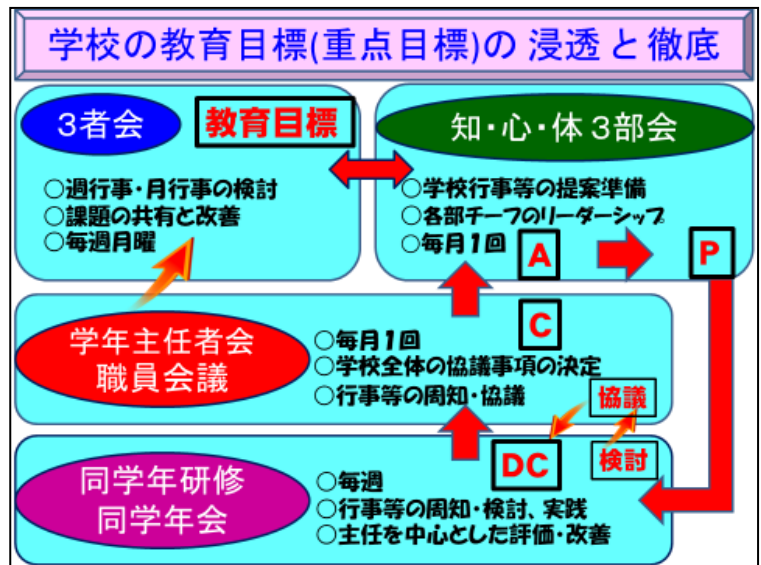 学校の教育目標(重点目標)の 浸透 と 徹底
3者会
教育目標
○週行事・月行事の検討
○課題の共有と改善
○毎週月曜
知・心・体 3部会
○学校行事等の提案準備
○各部チーフのリーダーシップ
○毎月1回
A
P
学年主任者会
職員会議
C
○毎月1回
○学校全体の協議事項の決定
○行事等の周知・協議
協議
同学年研修
同学年会
DC
検討
○毎週
○行事等の周知・検討、実践
○主任を中心とした評価・改善